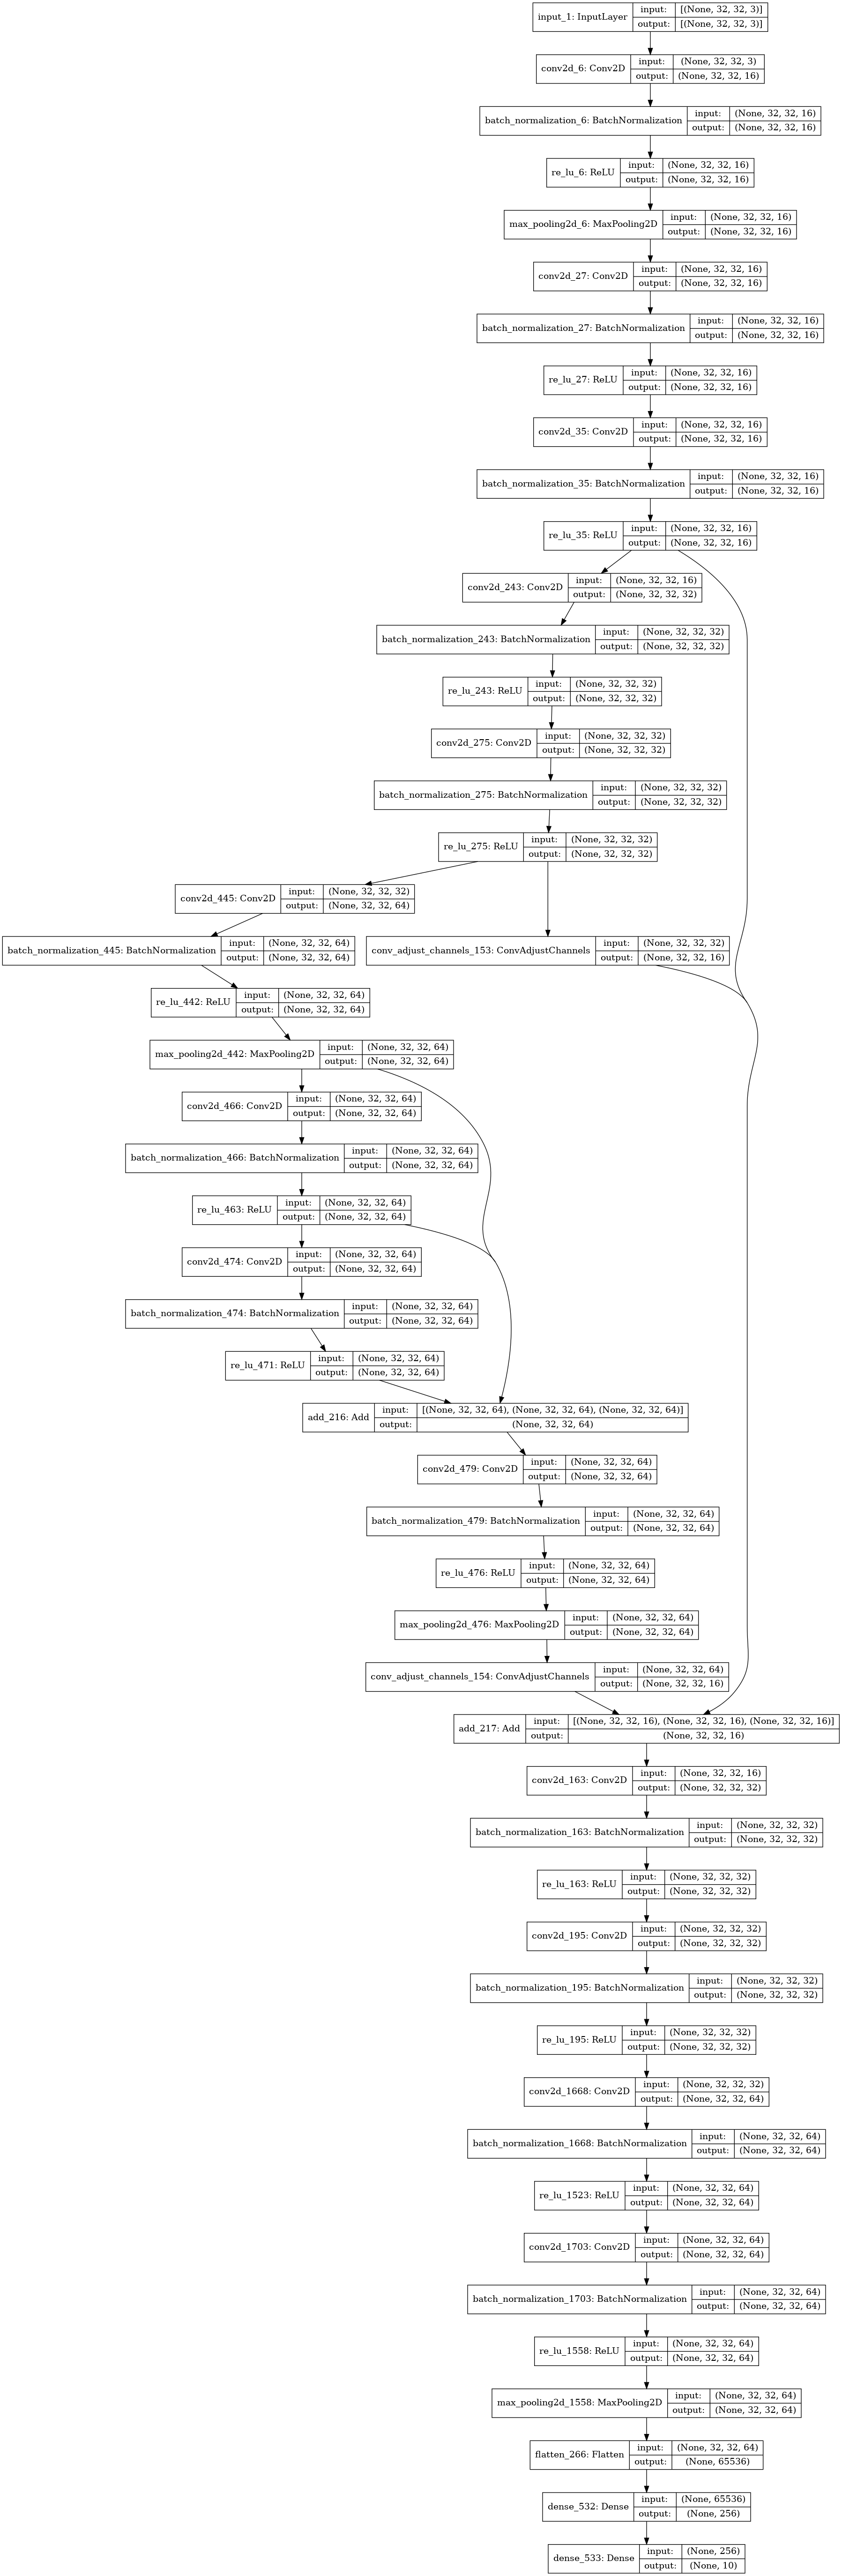 input_1: InputLayer input: [(None, 32, 32, 3)]
output: [(None, 32, 32, 3)]
conv2d_6: Conv2D input: (None, 32, 32, 3)
output: (None, 32, 32, 16)
batch_normalization_6: BatchNormalization input: (None, 32, 32, 16)
output: (None, 32, 32, 16)
re_lu_6: ReLU input: (None, 32, 32, 16)
output: (None, 32, 32, 16)
max_pooling2d_6: MaxPooling2D input: (None, 32, 32, 16)
output: (None, 32, 32, 16)
conv2d_27: Conv2D input: (None, 32, 32, 16)
output: (None, 32, 32, 16)
batch_normalization_27: BatchNormalization input: (None, 32, 32, 16)
output: (None, 32, 32, 16)
re_lu_27: ReLU input: (None, 32, 32, 16)
output: (None, 32, 32, 16)
conv2d_35: Conv2D input: (None, 32, 32, 16)
output: (None, 32, 32, 16)
batch_normalization_35: BatchNormalization input: (None, 32, 32, 16)
output: (None, 32, 32, 16)
re_lu_35: ReLU input: (None, 32, 32, 16)
output: (None, 32, 32, 16)
conv2d_243: Conv2D input: (None, 32, 32, 16)
output: (None, 32, 32, 32)
batch_normalization_243: BatchNormalization input: (None, 32, 32, 32)
output: (None, 32, 32, 32)
re_lu_243: ReLU input: (None, 32, 32, 32)
output: (None, 32, 32, 32)
conv2d_275: Conv2D input: (None, 32, 32, 32)
output: (None, 32, 32, 32)
batch_normalization_275: BatchNormalization input: (None, 32, 32, 32)
output: (None, 32, 32, 32)
re_lu_275: ReLU input: (None, 32, 32, 32)
output: (None, 32, 32, 32)
conv2d_445: Conv2D input: (None, 32, 32, 32)
output: (None, 32, 32, 64)
batch_normalization_445: BatchNormalization input: (None, 32, 32, 64)
output: (None, 32, 32, 64)
conv_adjust_channels_153: ConvAdjustChannels input: (None, 32, 32, 32)
output: (None, 32, 32, 16)
re_lu_442: ReLU input: (None, 32, 32, 64)
output: (None, 32, 32, 64)
max_pooling2d_442: MaxPooling2D input: (None, 32, 32, 64)
output: (None, 32, 32, 64)
conv2d_466: Conv2D input: (None, 32, 32, 64)
output: (None, 32, 32, 64)
batch_normalization_466: BatchNormalization input: (None, 32, 32, 64)
output: (None, 32, 32, 64)
re_lu_463: ReLU input: (None, 32, 32, 64)
output: (None, 32, 32, 64)
conv2d_474: Conv2D input: (None, 32, 32, 64)
output: (None, 32, 32, 64)
batch_normalization_474: BatchNormalization input: (None, 32, 32, 64)
output: (None, 32, 32, 64)
re_lu_471: ReLU input: (None, 32, 32, 64)
output: (None, 32, 32, 64)
add_216: Add input: [(None, 32, 32, 64), (None, 32, 32, 64), (None, 32, 32, 64)]
output: (None, 32, 32, 64)
conv2d_479: Conv2D input: (None, 32, 32, 64)
output: (None, 32, 32, 64)
batch_normalization_479: BatchNormalization input: (None, 32, 32, 64)
output: (None, 32, 32, 64)
re_lu_476: ReLU input: (None, 32, 32, 64)
output: (None, 32, 32, 64)
max_pooling2d_476: MaxPooling2D input: (None, 32, 32, 64)
output: (None, 32, 32, 64)
conv_adjust_channels_154: ConvAdjustChannels input: (None, 32, 32, 64)
output: (None, 32, 32, 16)
add_217: Add input: [(None, 32, 32, 16), (None, 32, 32, 16), (None, 32, 32, 16)]
output: (None, 32, 32, 16)
conv2d_163: Conv2D input: (None, 32, 32, 16)
output: (None, 32, 32, 32)
batch_normalization_163: BatchNormalization input: (None, 32, 32, 32)
output: (None, 32, 32, 32)
re_lu_163: ReLU input: (None, 32, 32, 32)
output: (None, 32, 32, 32)
conv2d_195: Conv2D input: (None, 32, 32, 32)
output: (None, 32, 32, 32)
batch_normalization_195: BatchNormalization input: (None, 32, 32, 32)
output: (None, 32, 32, 32)
re_lu_195: ReLU input: (None, 32, 32, 32)
output: (None, 32, 32, 32)
conv2d_1668: Conv2D input: (None, 32, 32, 32)
output: (None, 32, 32, 64)
batch_normalization_1668: BatchNormalization input: (None, 32, 32, 64)
output: (None, 32, 32, 64)
re_lu_1523: ReLU input: (None, 32, 32, 64)
output: (None, 32, 32, 64)
conv2d_1703: Conv2D input: (None, 32, 32, 64)
output: (None, 32, 32, 64)
batch_normalization_1703: BatchNormalization input: (None, 32, 32, 64)
output: (None, 32, 32, 64)
re_lu_1558: ReLU input: (None, 32, 32, 64)
output: (None, 32, 32, 64)
max_pooling2d_1558: MaxPooling2D input: (None, 32, 32, 64)
output: (None, 32, 32, 64)
flatten_266: Flatten input: (None, 32, 32, 64)
output: (None, 65536)
dense_532: Dense input: (None, 65536)
output: (None, 256)
dense_533: Dense input: (None, 256)
output: (None, 10)